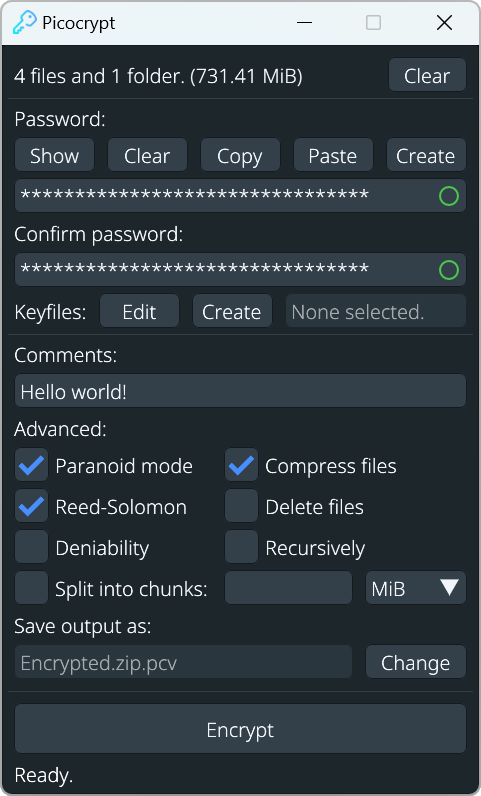 Picocrypt
4 files and 1 folder. (731.41 MiB) Clear
Password:
Show Clear Copy Paste Create
********************************
Confirm password:
********************************
Keyfiles: Edit Create None selected.
Comments:
Hello world!
Advanced:
Paranoid mode Compress files
Reed-Solomon Delete files
Deniability Recursively
Split into chunks: MiB
Save output as:
Encrypted.zip.pcv Change
Encrypt
Ready.